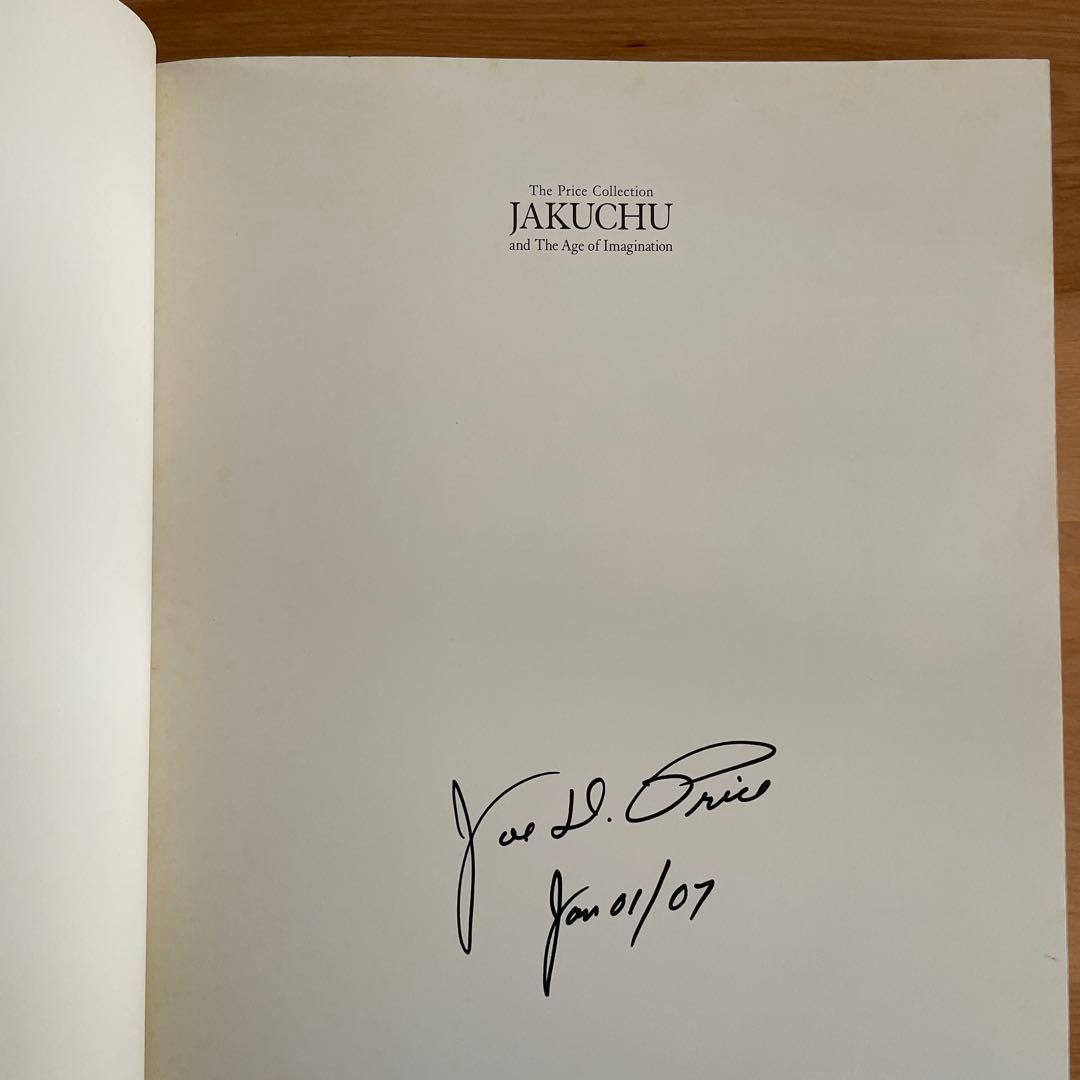 The Price Collection
JAKUCHU
and The Age of Imagination
Joe D. Price
Jan 01/07